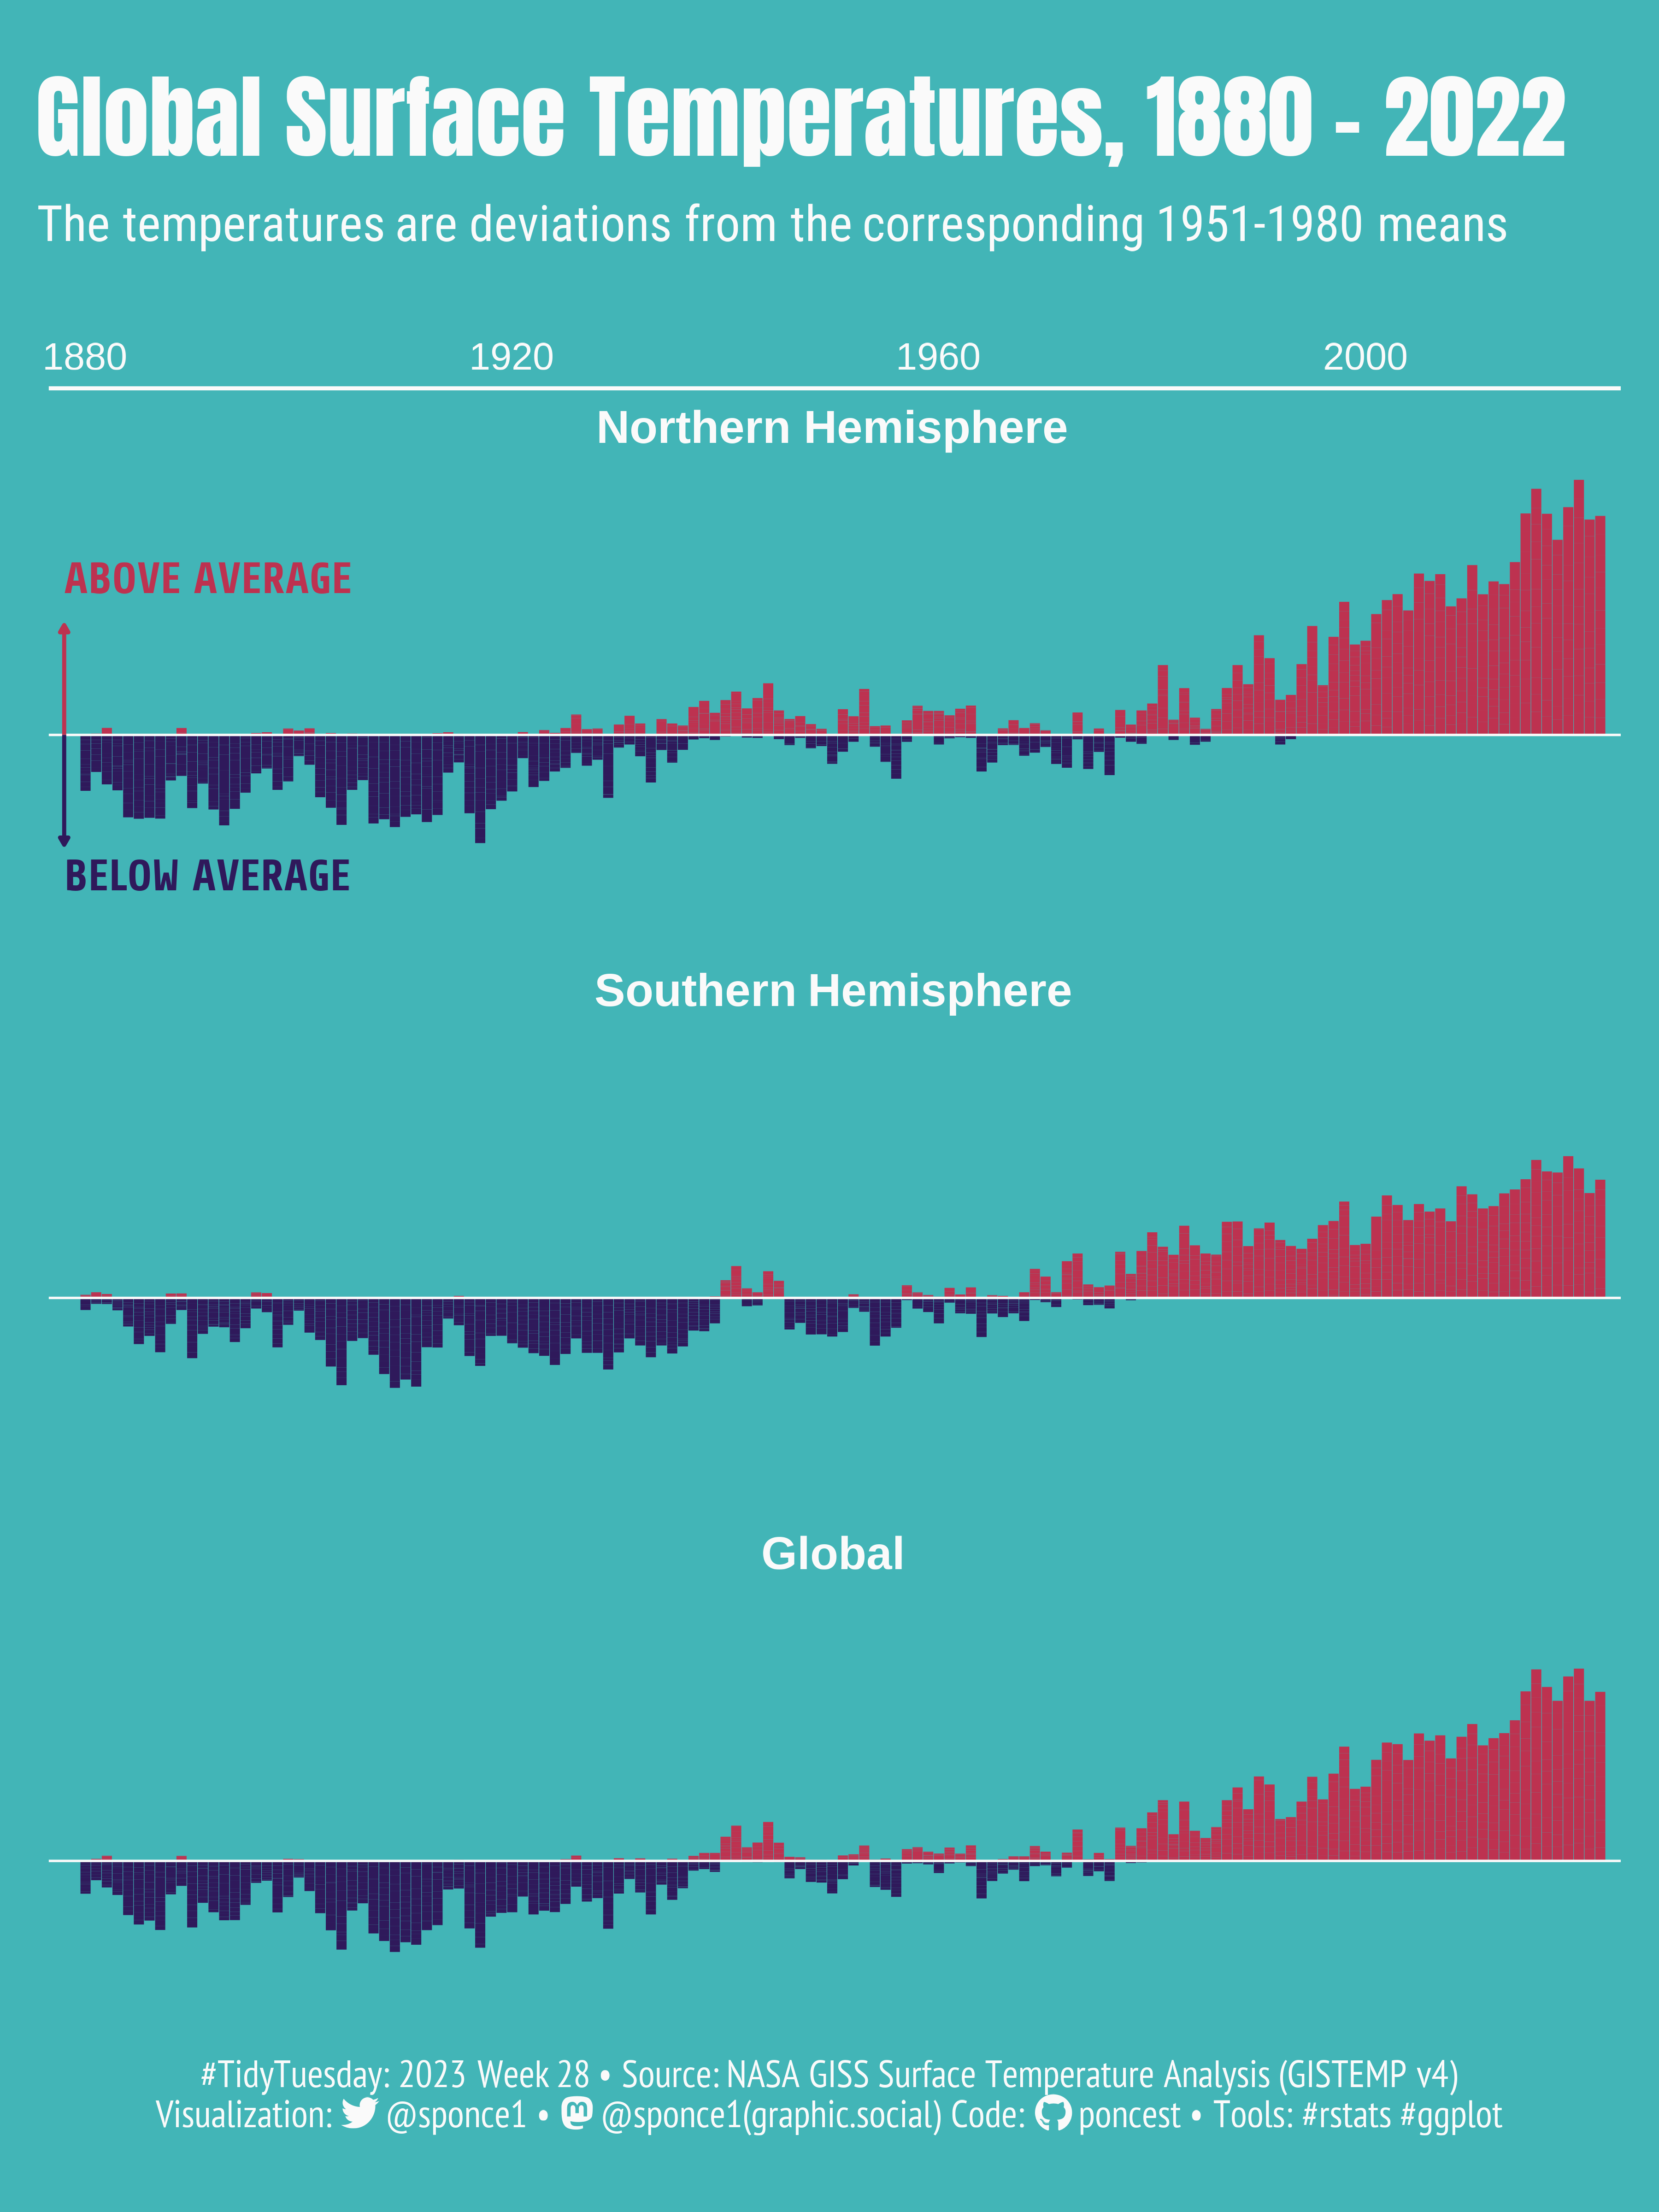 Global Surface Temperatures, 1880 - 2022
The temperatures are deviations from the corresponding 1951-1980 means
1880 1920 1960 2000
Northern Hemisphere
ABOVE AVERAGE
BELOW AVERAGE
Southern Hemisphere
Global
#TidyTuesday: 2023 Week 28 • Source: NASA GISS Surface Temperature Analysis (GISTEMP v4)
Visualization: @sponce1 • @sponce1(graphic.social) Code: poncest • Tools: #rstats #ggplot